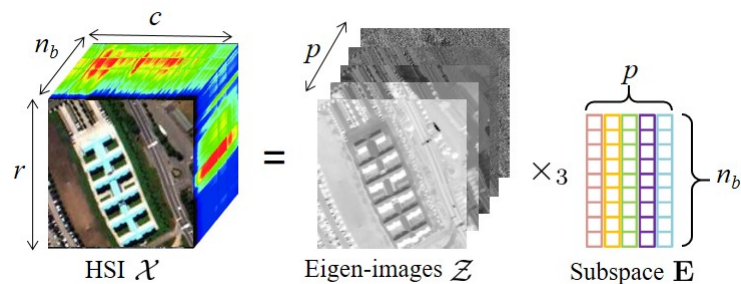 c
n_b
r
HSI 𝒳
=
p
Eigen-images 𝒵
×₃
p
n_b
Subspace E